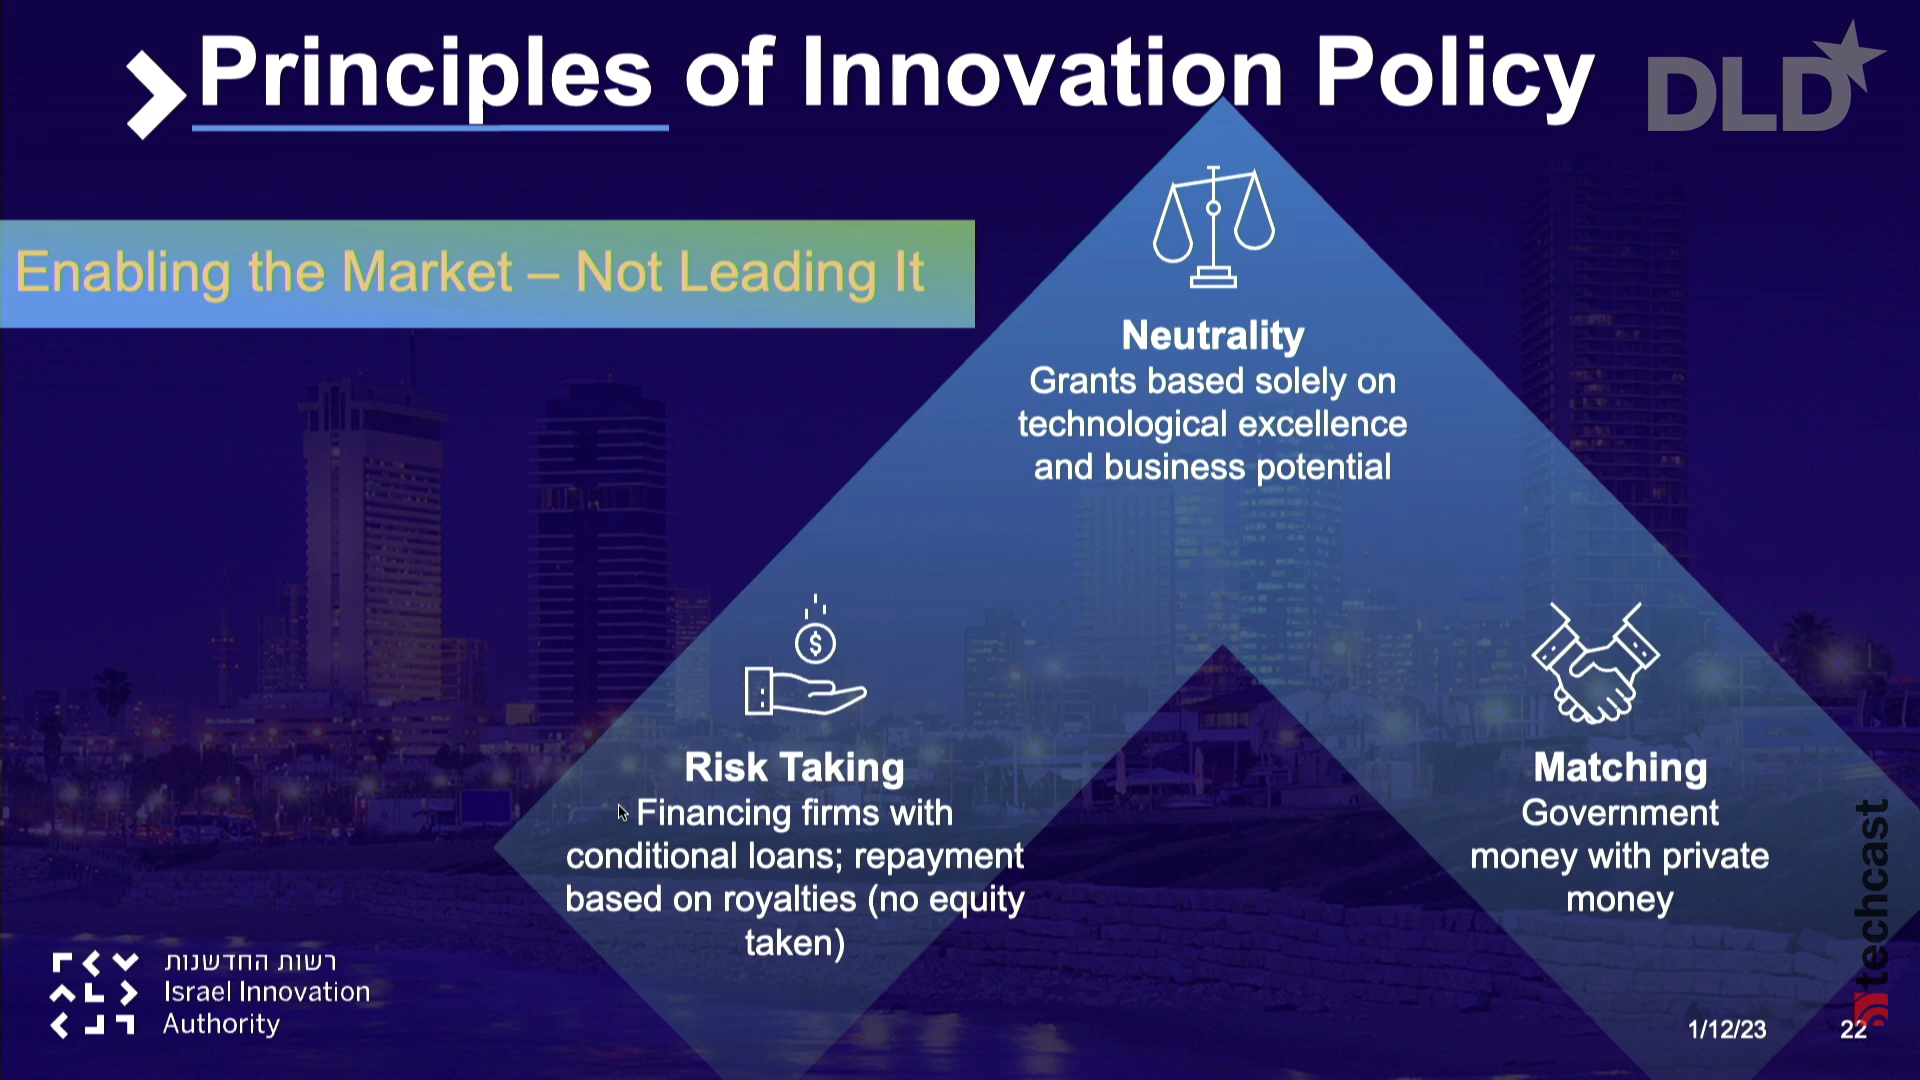 Principles of Innovation Policy
DLD
Enabling the Market – Not Leading It
Neutrality
Grants based solely on
technological excellence
and business potential
$
Risk Taking
Financing firms with
conditional loans; repayment
based on royalties (no equity
taken)
Matching
Government
money with private
money
techcast
רשות החדשנות
Israel Innovation
Authority
1/12/23
22